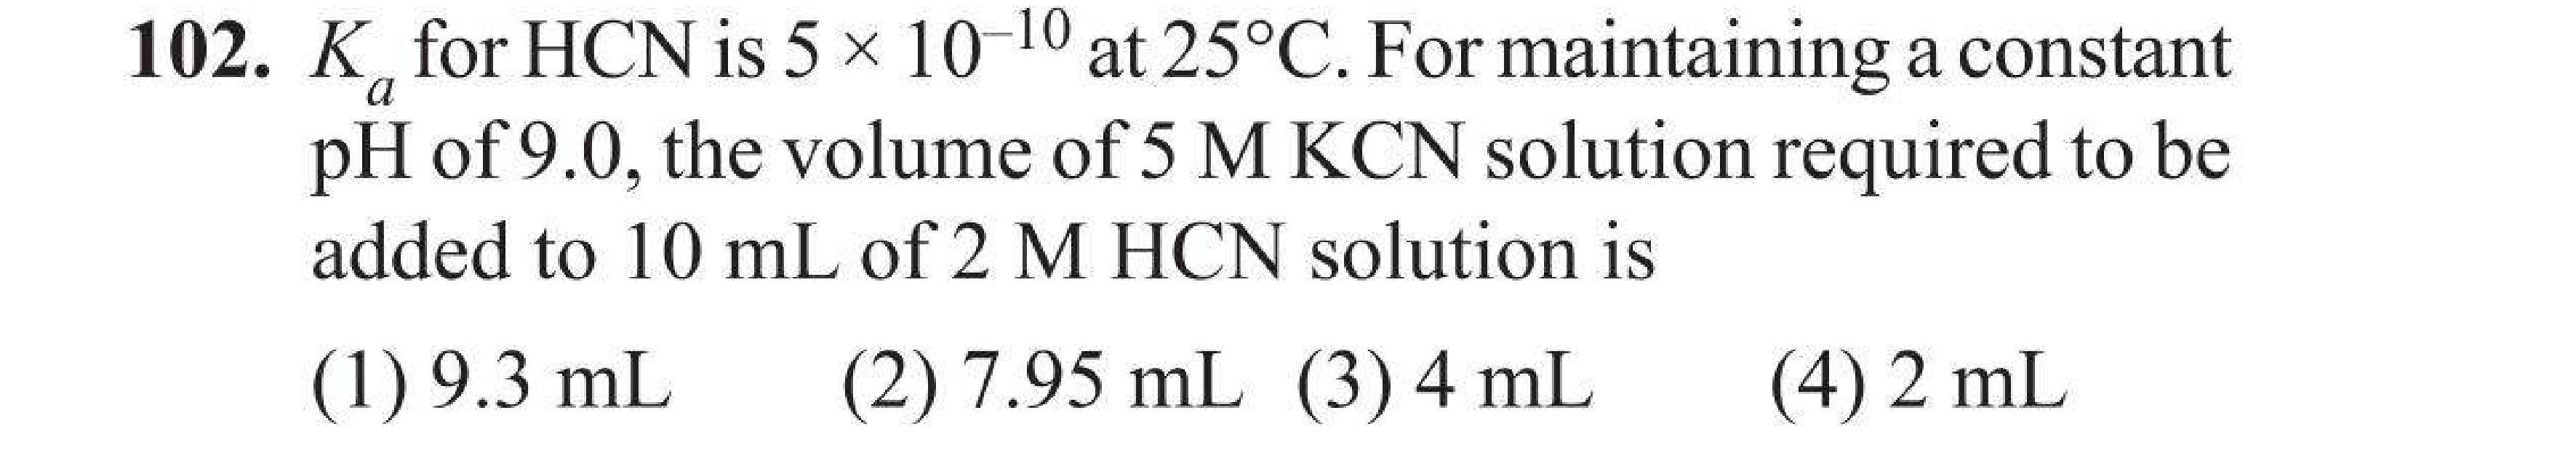 102. Kₐ for HCN is 5 × 10⁻¹⁰ at 25°C. For maintaining a constant
pH of 9.0, the volume of 5 M KCN solution required to be
added to 10 mL of 2 M HCN solution is
(1) 9.3 mL (2) 7.95 mL (3) 4 mL (4) 2 mL